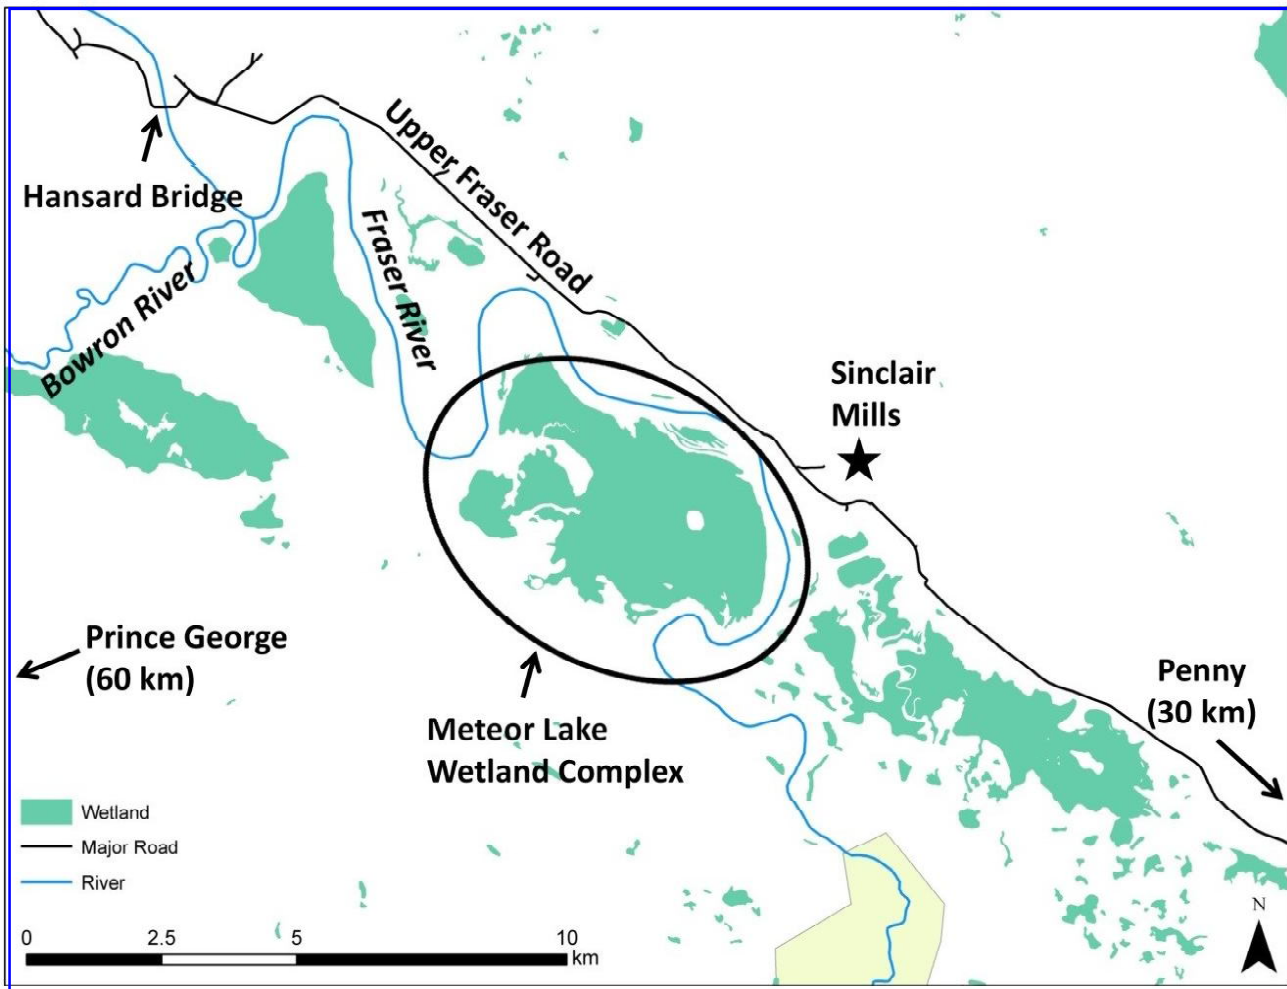 Upper Fraser Road
Hansard Bridge
Fraser River
Bowron River
Sinclair
Mills
Prince George
(60 km)
Penny
(30 km)
Meteor Lake
Wetland Complex
Wetland
Major Road
River
N
0 2.5 5 10
km